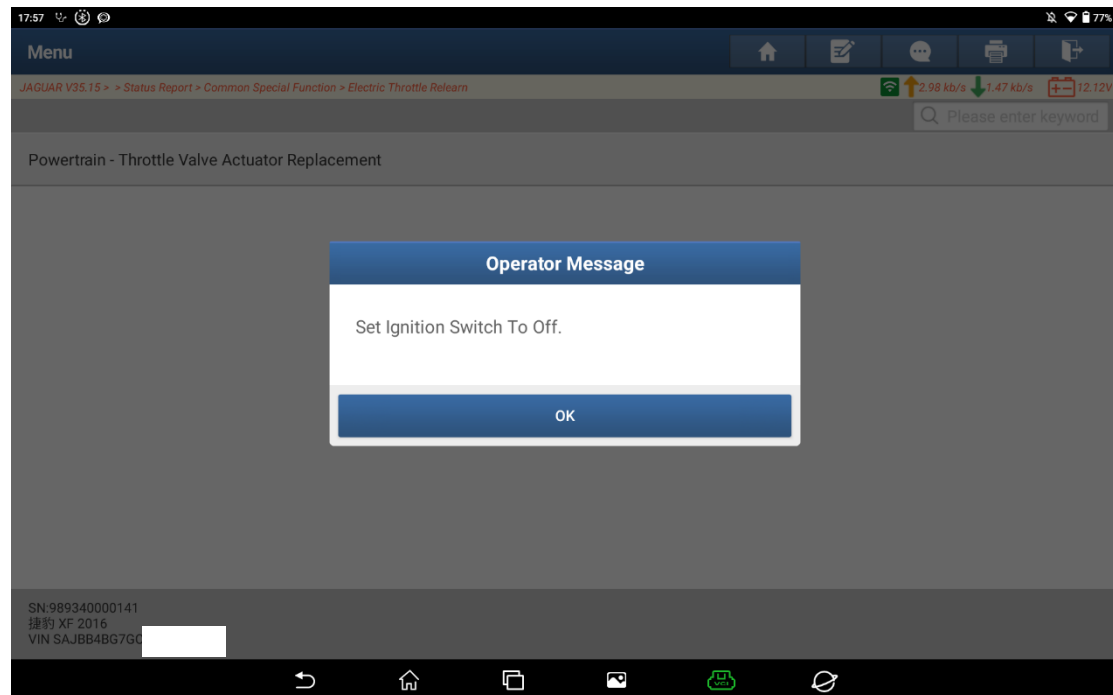 17:57
77%
Menu
JAGUAR V35.15 > > Status Report > Common Special Function > Electric Throttle Relearn
2.98 kb/s 1.47 kb/s 12.12V
Please enter keyword
Powertrain - Throttle Valve Actuator Replacement
Operator Message
Set Ignition Switch To Off.
OK
SN:989340000141
捷豹 XF 2016
VIN SAJBB4BG7GC
VCI